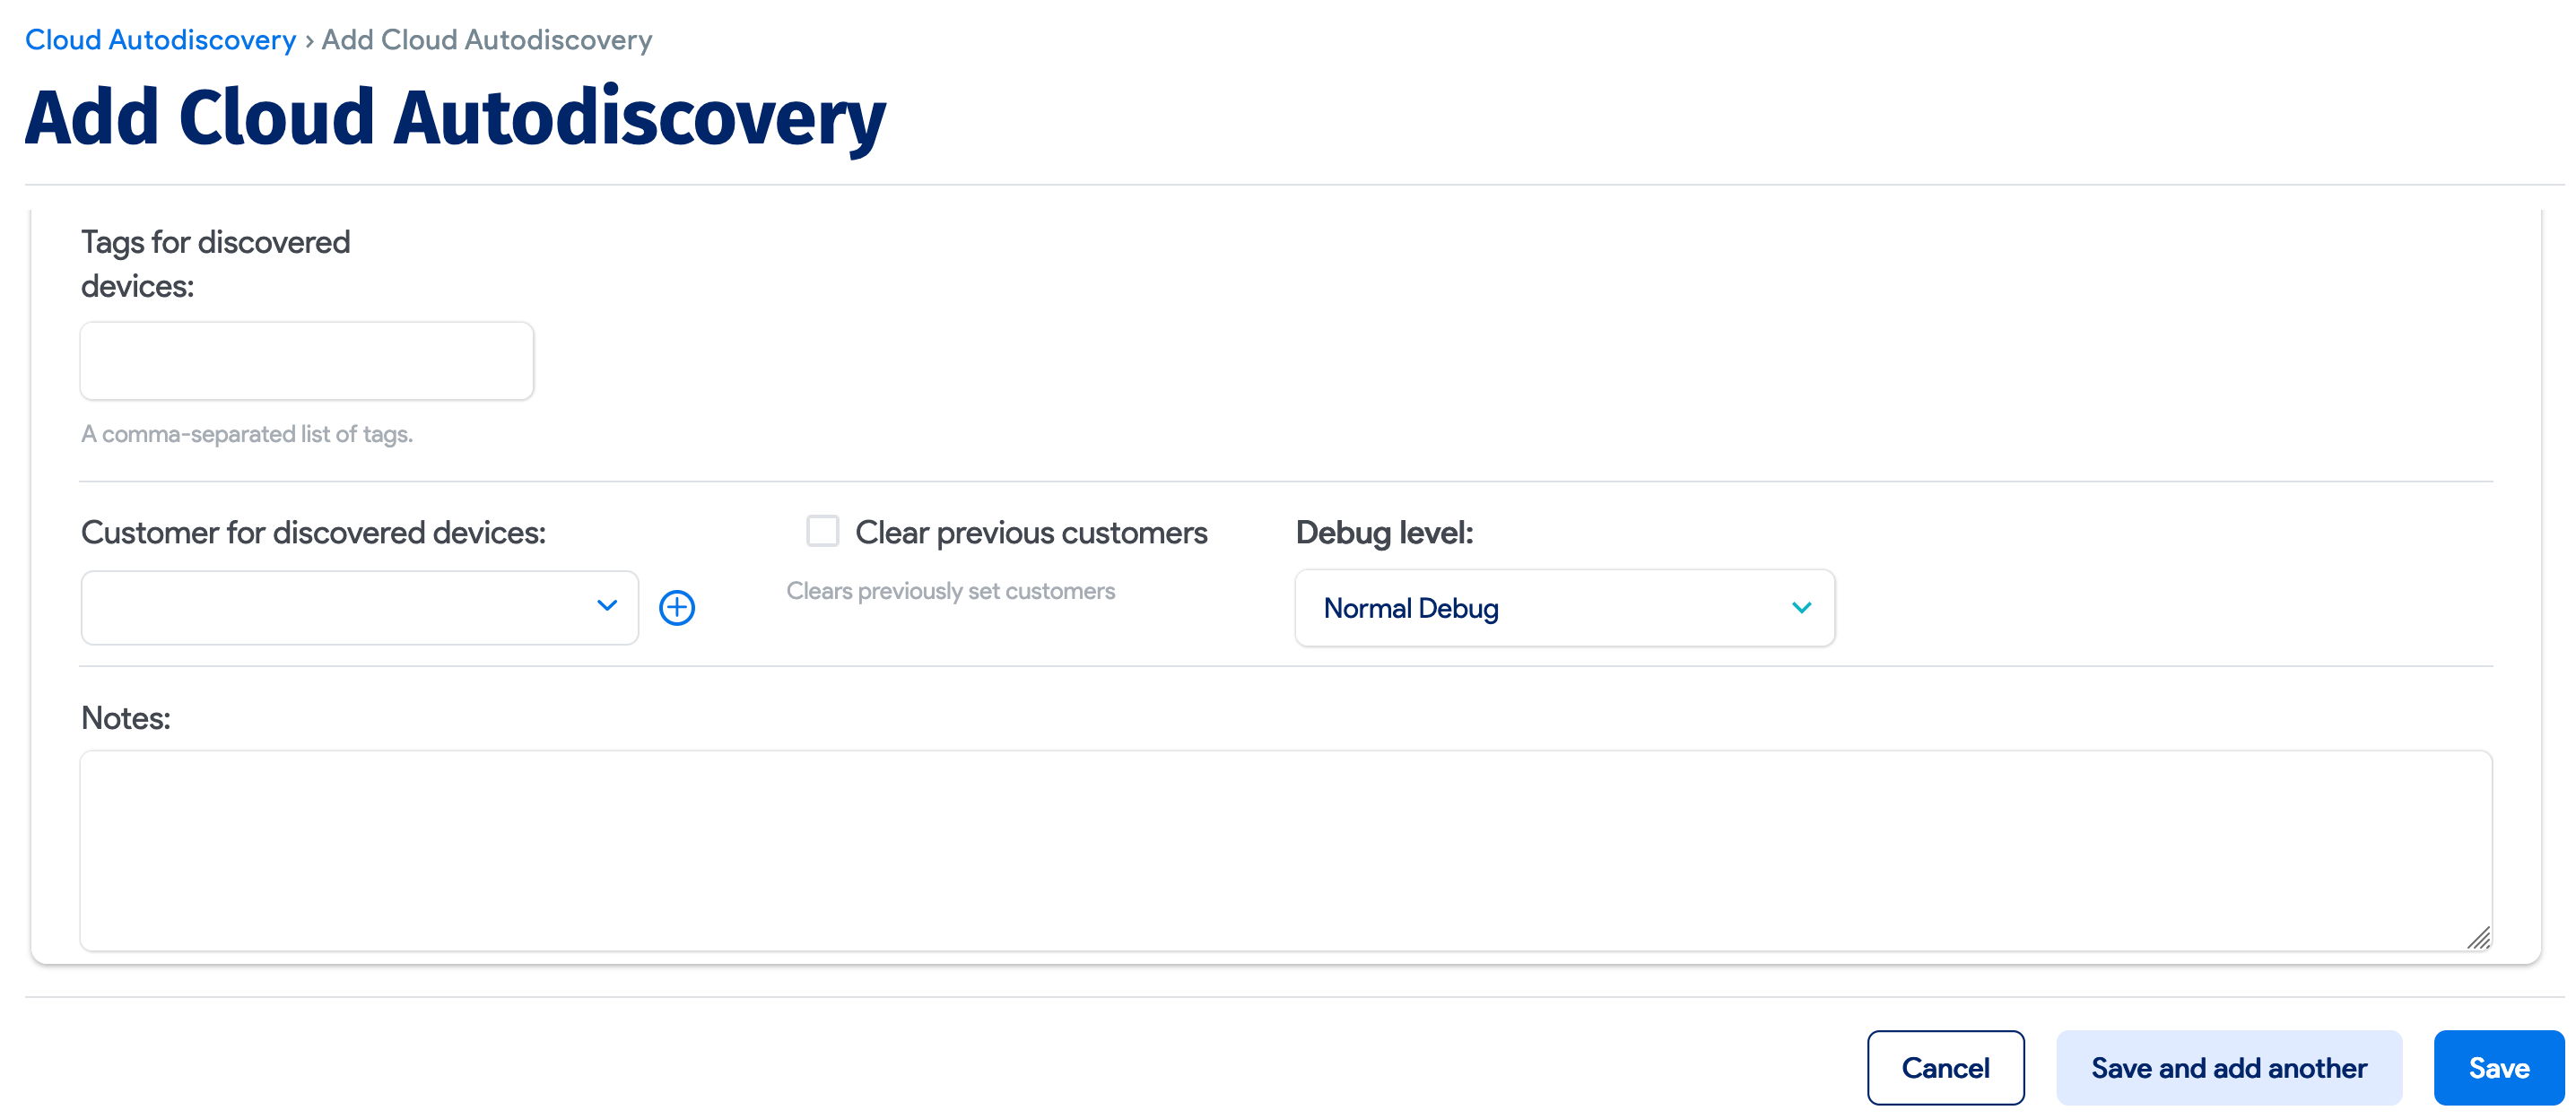 Cloud Autodiscovery › Add Cloud Autodiscovery
Add Cloud Autodiscovery
Tags for discovered
devices:
A comma-separated list of tags.
Customer for discovered devices:
Clear previous customers
Clears previously set customers
Debug level:
Normal Debug
Notes:
Cancel
Save and add another
Save